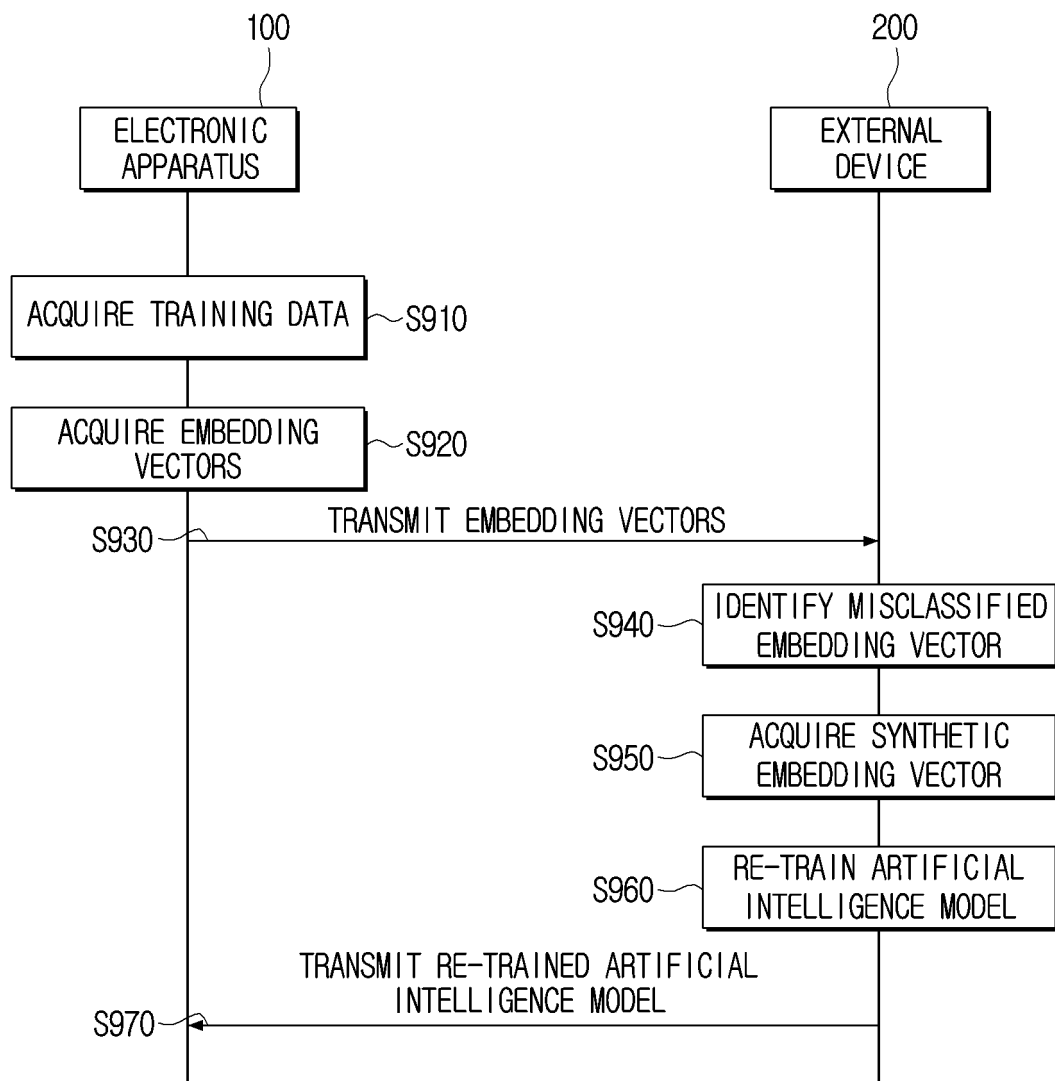 100
200
ELECTRONIC
APPARATUS
EXTERNAL
DEVICE
ACQUIRE TRAINING DATA
S910
ACQUIRE EMBEDDING
VECTORS
S920
TRANSMIT EMBEDDING VECTORS
S930
IDENTIFY MISCLASSIFIED
EMBEDDING VECTOR
S940
ACQUIRE SYNTHETIC
EMBEDDING VECTOR
S950
RE-TRAIN ARTIFICIAL
INTELLIGENCE MODEL
S960
TRANSMIT RE-TRAINED ARTIFICIAL
INTELLIGENCE MODEL
S970